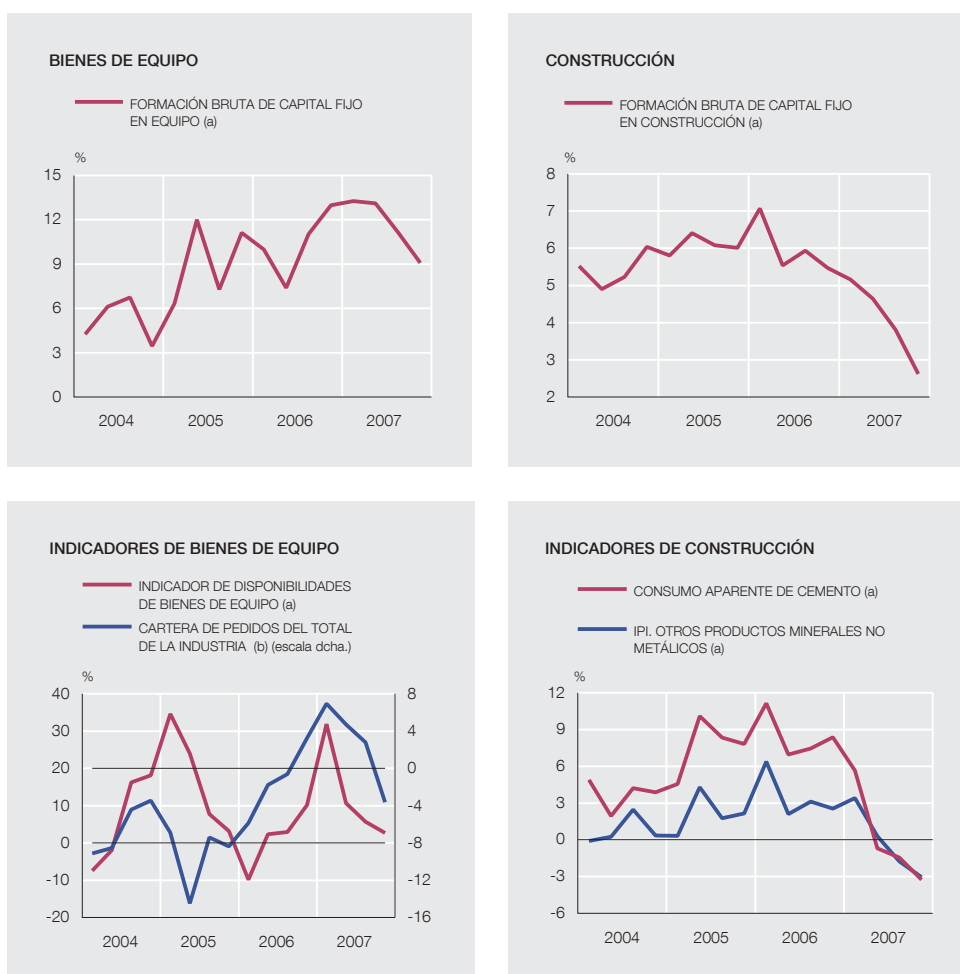 BIENES DE EQUIPO
FORMACIÓN BRUTA DE CAPITAL FIJO
EN EQUIPO (a)
%
15
12
9
6
3
0
2004 2005 2006 2007
CONSTRUCCIÓN
FORMACIÓN BRUTA DE CAPITAL FIJO
EN CONSTRUCCIÓN (a)
%
8
7
6
5
4
3
2
2004 2005 2006 2007
INDICADORES DE BIENES DE EQUIPO
INDICADOR DE DISPONIBILIDADES
DE BIENES DE EQUIPO (a)
CARTERA DE PEDIDOS DEL TOTAL
DE LA INDUSTRIA (b) (escala dcha.)
%
40 8
30 4
20 0
10 -4
0 -8
-10 -12
-20 -16
2004 2005 2006 2007
INDICADORES DE CONSTRUCCIÓN
CONSUMO APARENTE DE CEMENTO (a)
IPI. OTROS PRODUCTOS MINERALES NO
METÁLICOS (a)
%
12
9
6
3
0
-3
-6
2004 2005 2006 2007